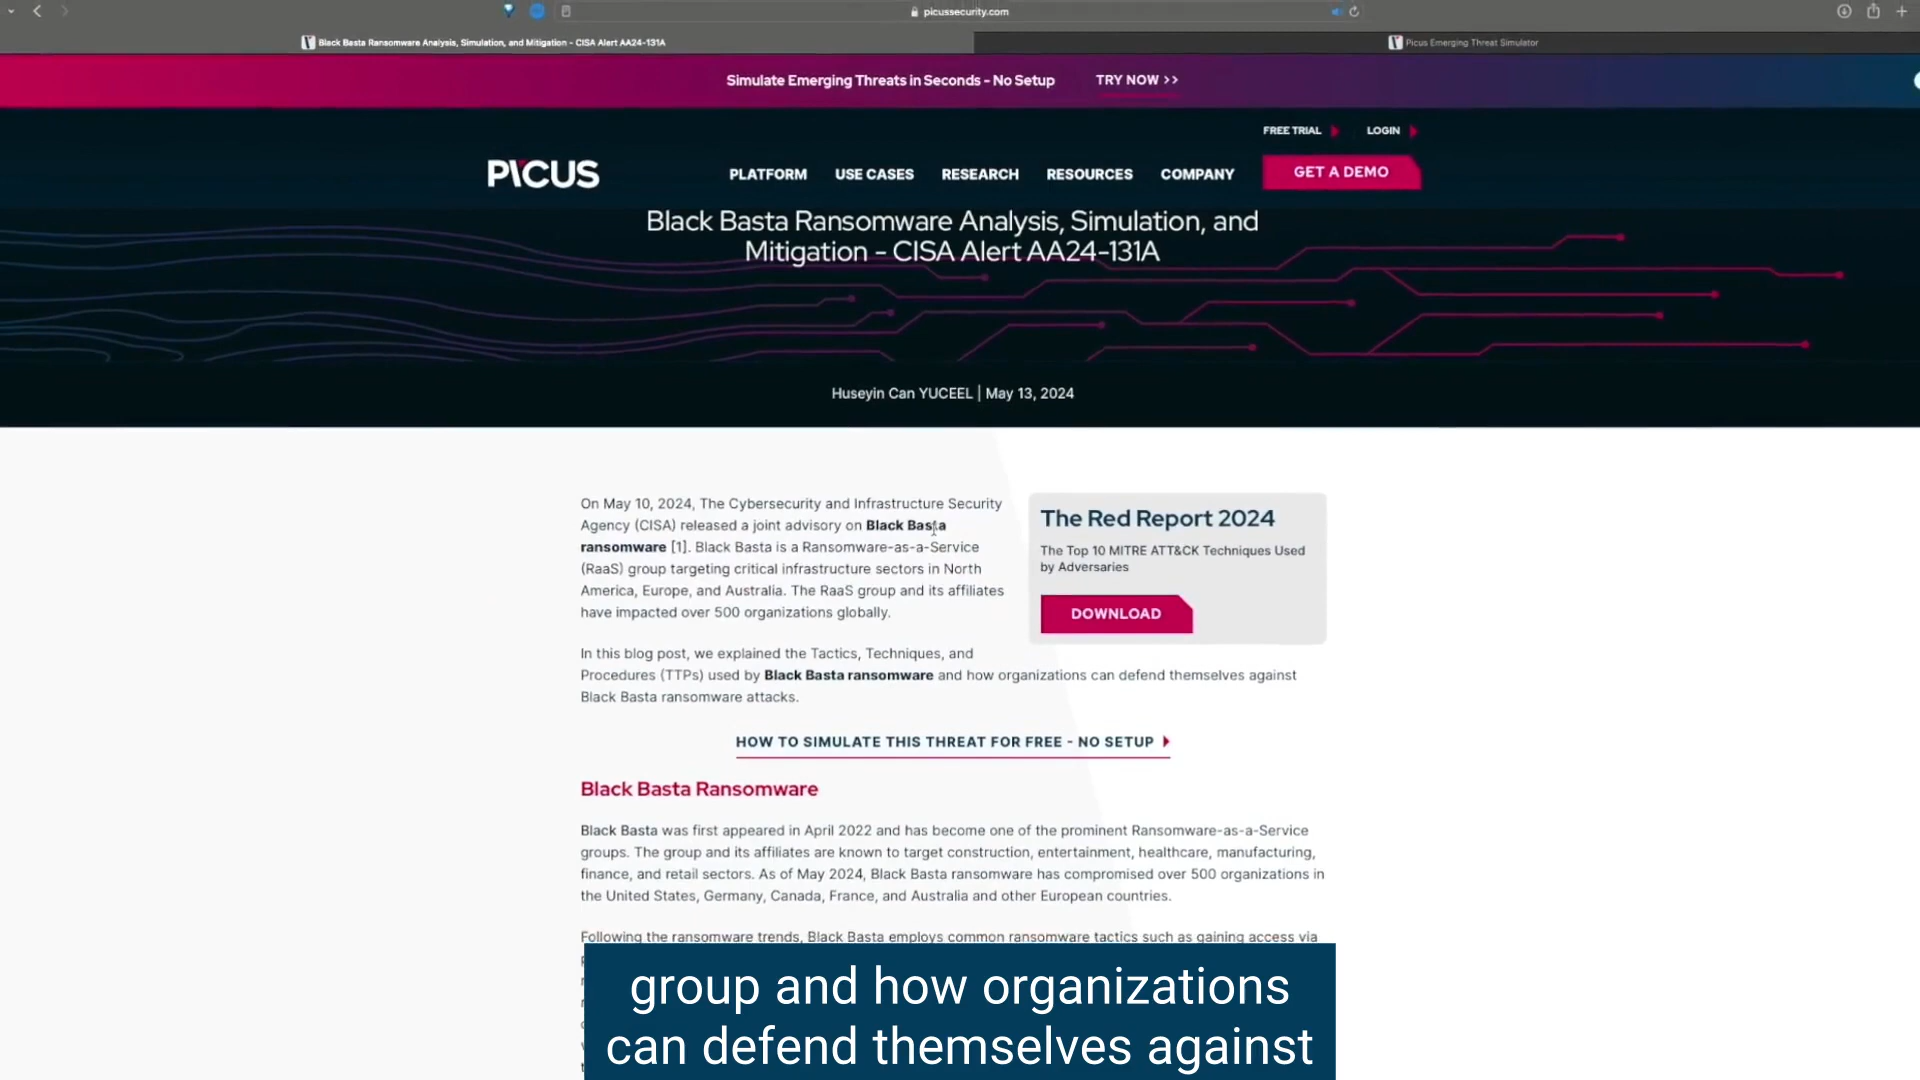 picussecurity.com
Black Basta Ransomware Analysis, Simulation, and Mitigation - CISA Alert AA24-131A
Picus Emerging Threat Simulator
Simulate Emerging Threats in Seconds - No Setup TRY NOW >>
FREE TRIAL LOGIN
PICUS PLATFORM USE CASES RESEARCH RESOURCES COMPANY GET A DEMO
Black Basta Ransomware Analysis, Simulation, and
Mitigation - CISA Alert AA24-131A
Huseyin Can YUCEEL | May 13, 2024
On May 10, 2024, The Cybersecurity and Infrastructure Security
Agency (CISA) released a joint advisory on Black Basta
ransomware [1]. Black Basta is a Ransomware-as-a-Service
(RaaS) group targeting critical infrastructure sectors in North
America, Europe, and Australia. The RaaS group and its affiliates
have impacted over 500 organizations globally.
The Red Report 2024
The Top 10 MITRE ATT&CK Techniques Used
by Adversaries
DOWNLOAD
In this blog post, we explained the Tactics, Techniques, and
Procedures (TTPs) used by Black Basta ransomware and how organizations can defend themselves against
Black Basta ransomware attacks.
HOW TO SIMULATE THIS THREAT FOR FREE - NO SETUP
Black Basta Ransomware
Black Basta was first appeared in April 2022 and has become one of the prominent Ransomware-as-a-Service
groups. The group and its affiliates are known to target construction, entertainment, healthcare, manufacturing,
finance, and retail sectors. As of May 2024, Black Basta ransomware has compromised over 500 organizations in
the United States, Germany, Canada, France, and Australia and other European countries.
Following the ransomware trends, Black Basta employs common ransomware tactics such as gaining access via
group and how organizations
can defend themselves against